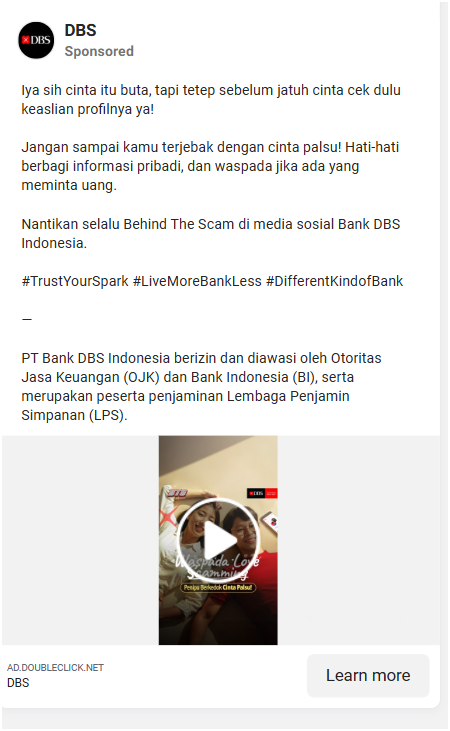 DBS
Sponsored
DBS
Iya sih cinta itu buta, tapi tetep sebelum jatuh cinta cek dulu
keaslian profilnya ya!
Jangan sampai kamu terjebak dengan cinta palsu! Hati-hati
berbagi informasi pribadi, dan waspada jika ada yang
meminta uang.
Nantikan selalu Behind The Scam di media sosial Bank DBS
Indonesia.
#TrustYourSpark #LiveMoreBankLess #DifferentKindofBank
—
PT Bank DBS Indonesia berizin dan diawasi oleh Otoritas
Jasa Keuangan (OJK) dan Bank Indonesia (BI), serta
merupakan peserta penjaminan Lembaga Penjamin
Simpanan (LPS).
DBS
Waspada Love
Scamming
Penipu Berkedok Cinta Palsu!
AD.DOUBLECLICK.NET
DBS
Learn more